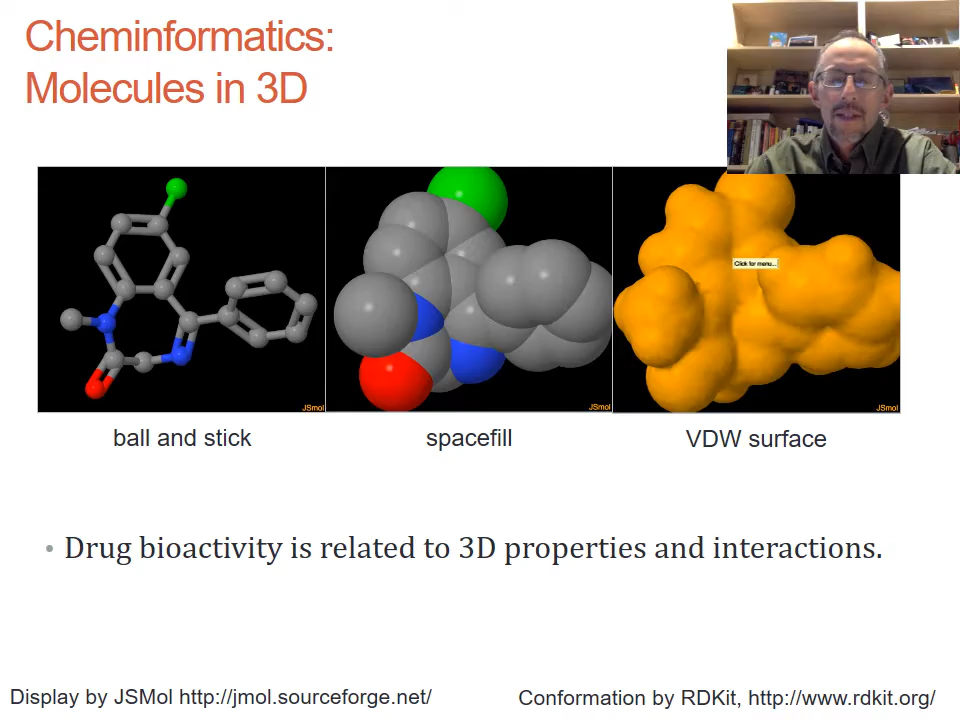 Cheminformatics:
Molecules in 3D
Click for menu...
JSmol
JSmol
JSmol
ball and stick
spacefill
VDW surface
• Drug bioactivity is related to 3D properties and interactions.
Display by JSMol http://jmol.sourceforge.net/
Conformation by RDKit, http://www.rdkit.org/